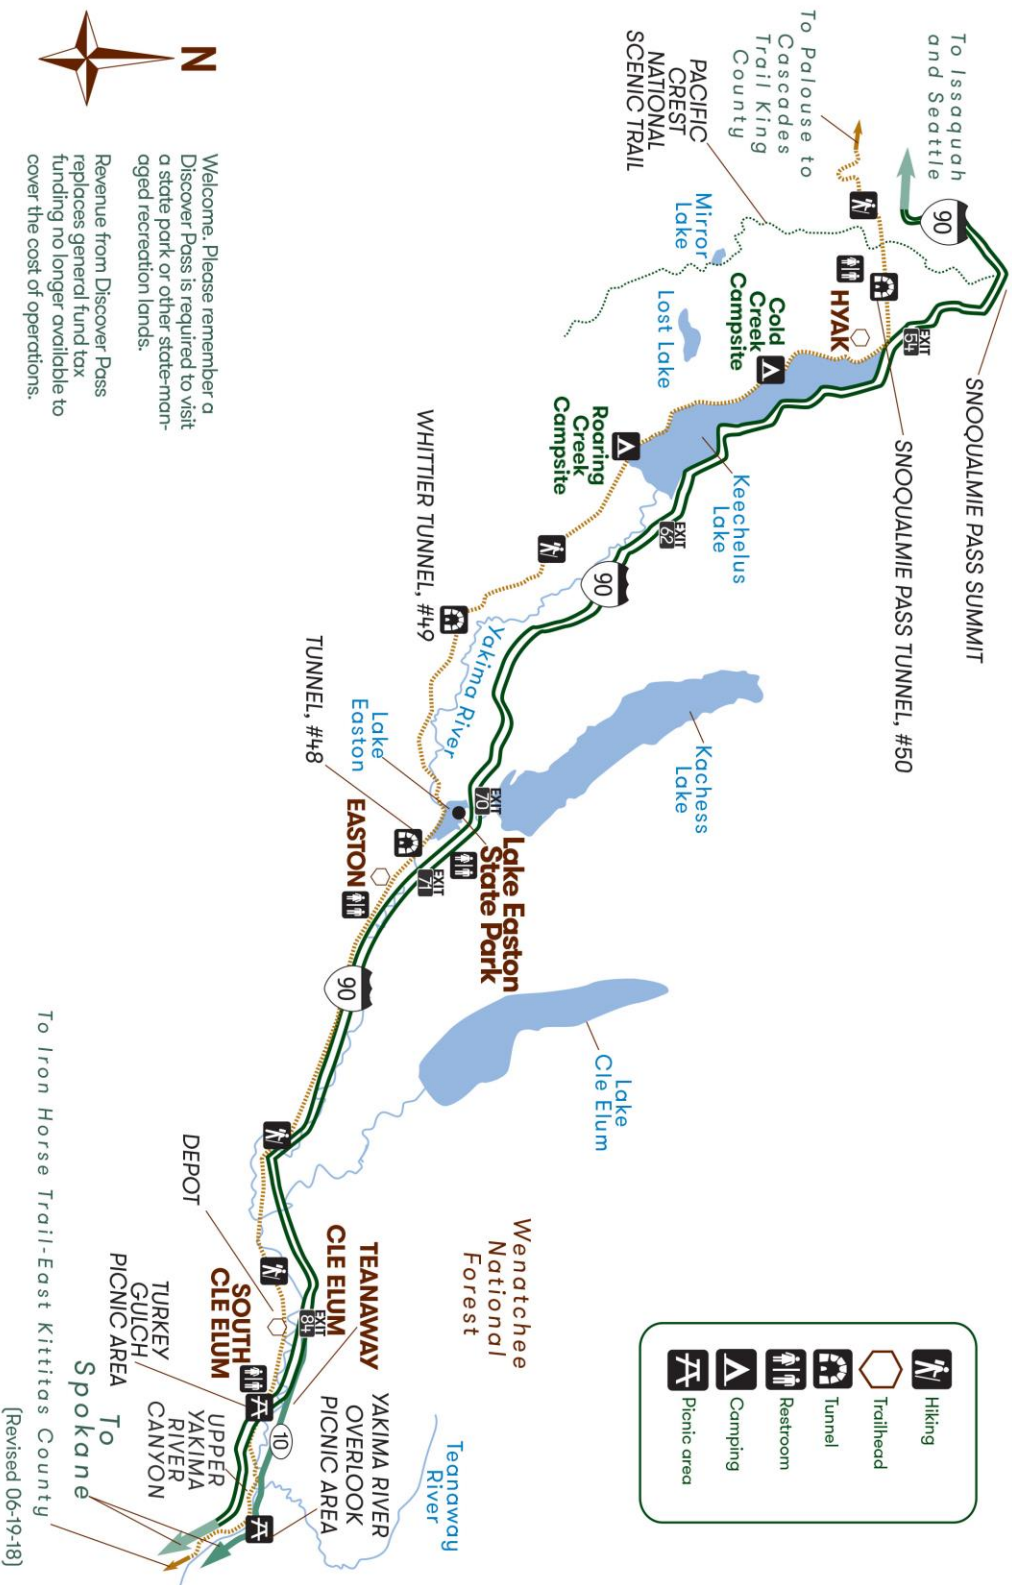 To Issaquah
and Seattle
90
To Palouse to
Cascades
Trail King
County
PACIFIC
CREST
NATIONAL
SCENIC TRAIL
SNOQUALMIE PASS SUMMIT
SNOQUALMIE PASS TUNNEL, #50
EXIT
54
HYAK
Mirror
Lake
Lost Lake
Cold
Creek
Campsite
Roaring
Creek
Campsite
Keechelus
Lake
EXIT
62
90
WHITTIER TUNNEL, #49
Yakima River
Kachess
Lake
TUNNEL, #48
Lake
Easton
EXIT
70
Lake Easton
State Park
EXIT
71
EASTON
90
Lake
Cle Elum
Wenatchee
National
Forest
DEPOT
TEANAWAY
CLE ELUM
EXIT
84
SOUTH
CLE ELUM
10
TURKEY
GULCH
PICNIC AREA
UPPER
YAKIMA
RIVER
CANYON
YAKIMA RIVER
OVERLOOK
PICNIC AREA
Teanaway
River
To
Spokane
To Iron Horse Trail-East Kittitas County
(Revised 06-19-18)
Hiking
Trailhead
Tunnel
Restroom
Camping
Picnic area
N
Welcome. Please remember a
Discover Pass is required to visit
a state park or other state-man-
aged recreation lands.
Revenue from Discover Pass
replaces general fund tax
funding no longer available to
cover the cost of operations.